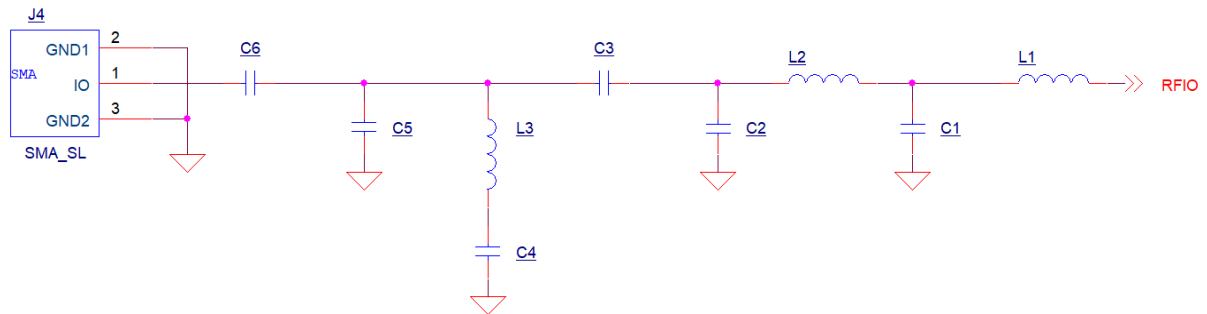 J4
2
GND1
C6
C3
L2
L1
SMA
1
IO
RFIO
3
GND2
C5
L3
C2
C1
SMA_SL
C4